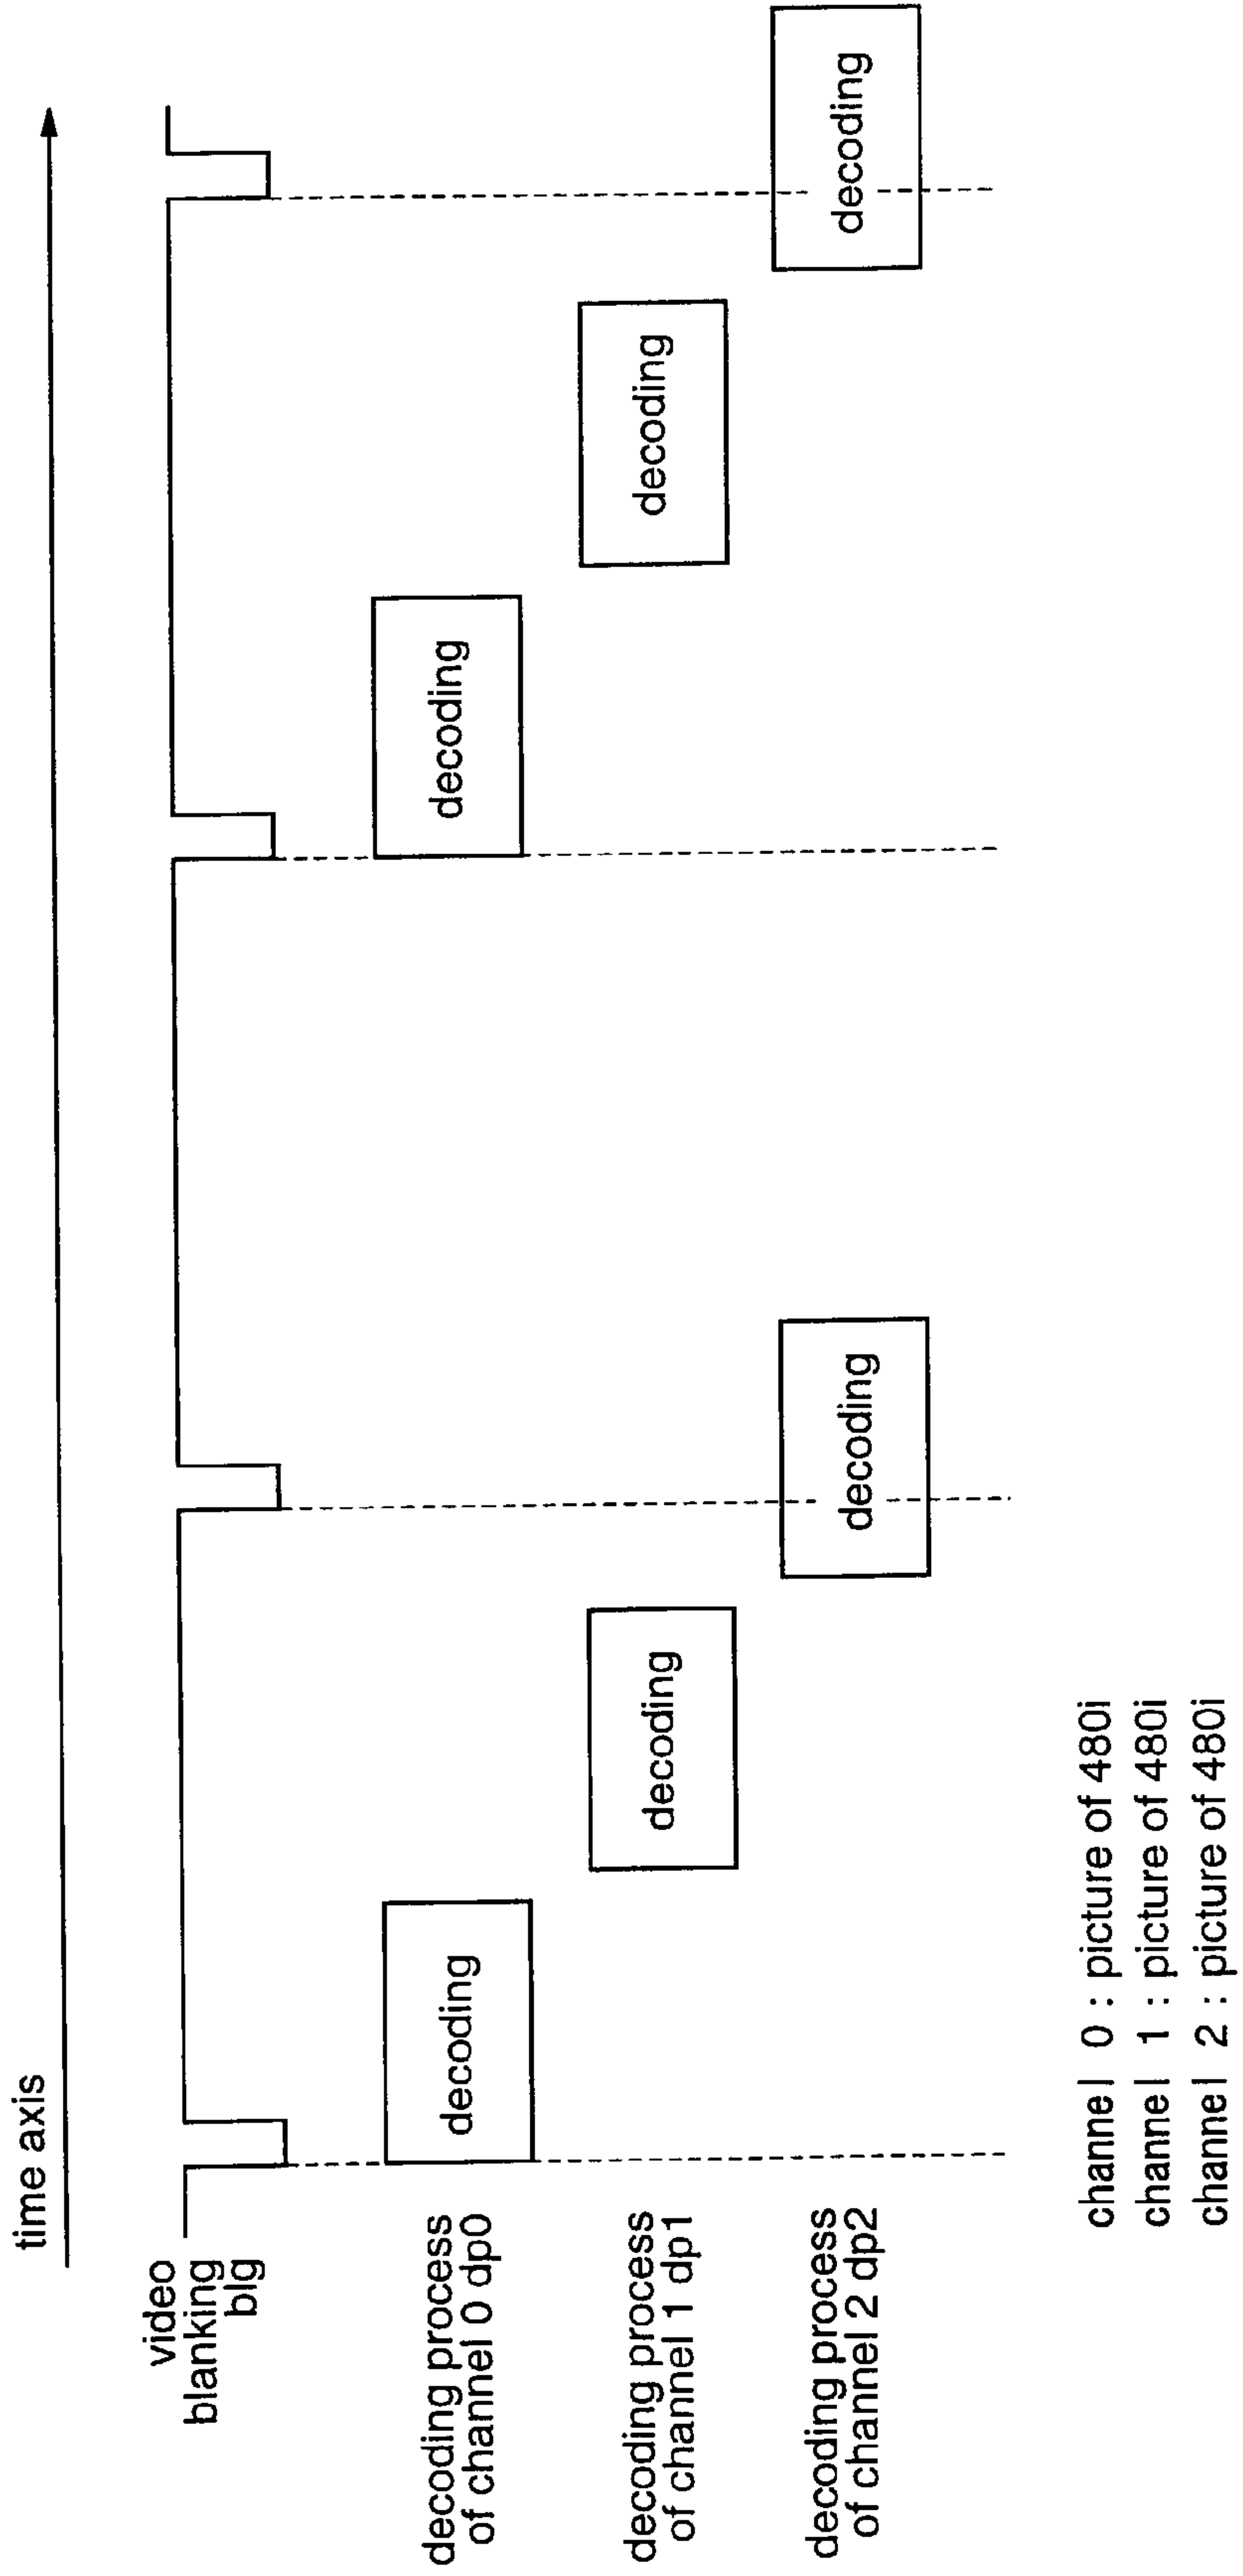 time axis
video
blanking
blg
decoding process
of channel 0 dp0
decoding
decoding
decoding process
of channel 1 dp1
decoding
decoding
decoding process
of channel 2 dp2
decoding
decoding
channel 0 : picture of 480i
channel 1 : picture of 480i
channel 2 : picture of 480i